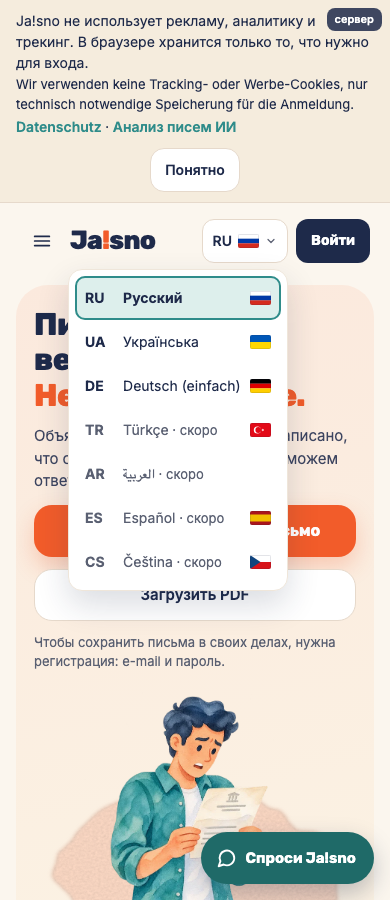 Ja!sno не использует рекламу, аналитику и
сервер
трекинг. В браузере хранится только то, что нужно
для входа.
Wir verwenden keine Tracking- oder Werbe-Cookies, nur
technisch notwendige Speicherung für die Anmeldung.
Datenschutz · Анализ писем ИИ
Понятно
Ja!sno
RU
Войти
RU Русский
UA Українська
DE Deutsch (einfach)
TR Türkçe · скоро
AR العربية
ES Español · скоро
CS Čeština · скоро
Загрузить PDF
Чтобы сохранить письма в своих делах, нужна
регистрация: e-mail и пароль.
Спроси Ja!sno